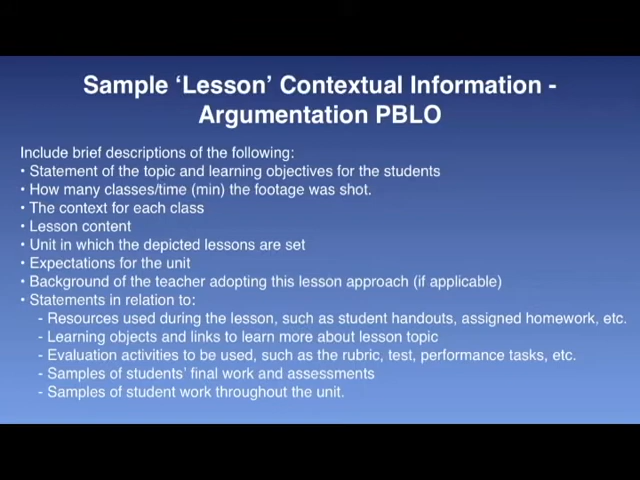 Sample ‘Lesson’ Contextual Information -
Argumentation PBLO
Include brief descriptions of the following:
• Statement of the topic and learning objectives for the students
• How many classes/time (min) the footage was shot.
• The context for each class
• Lesson content
• Unit in which the depicted lessons are set
• Expectations for the unit
• Background of the teacher adopting this lesson approach (if applicable)
• Statements in relation to:
- Resources used during the lesson, such as student handouts, assigned homework, etc.
- Learning objects and links to learn more about lesson topic
- Evaluation activities to be used, such as the rubric, test, performance tasks, etc.
- Samples of students’ final work and assessments
- Samples of student work throughout the unit.